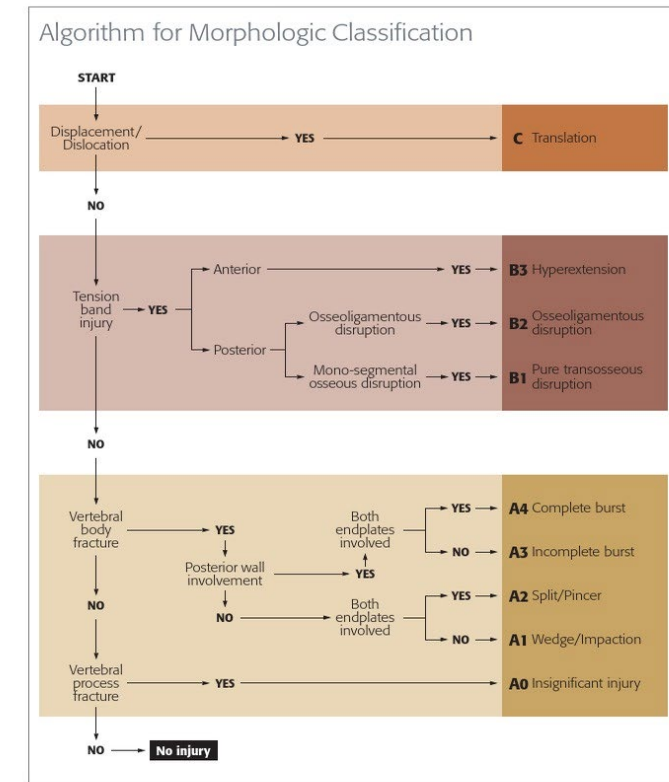 Algorithm for Morphologic Classification
START
Displacement/
Dislocation
YES
C Translation
NO
Tension
band
injury
YES
Anterior
YES
B3 Hyperextension
Posterior
Osseoligamentous
disruption
YES
B2 Osseoligamentous
disruption
Mono-segmental
osseous disruption
YES
B1 Pure transosseous
disruption
NO
Vertebral
body
fracture
YES
Posterior wall
involvement
YES
Both
endplates
involved
YES
A4 Complete burst
NO
A3 Incomplete burst
NO
Both
endplates
involved
YES
A2 Split/Pincer
NO
A1 Wedge/Impaction
NO
Vertebral
process
fracture
YES
A0 Insignificant injury
NO
No injury